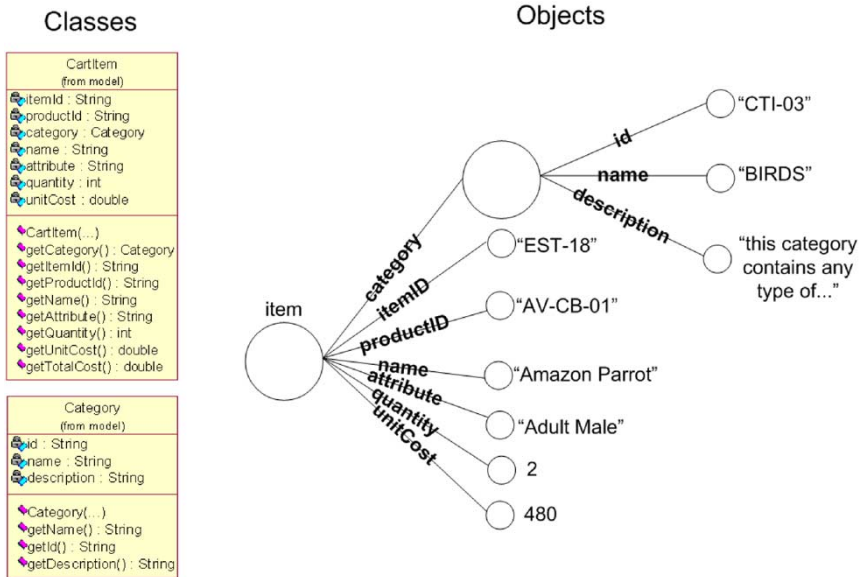 Classes
CartItem
(from model)
itemId : String
productId : String
category : Category
name : String
attribute : String
quantity : int
unitCost : double
CartItem(...)
getCategory() : Category
getItemId() : String
getProductId() : String
getName() : String
getAttribute() : String
getQuantity() : int
getUnitCost() : double
getTotalCost() : double
Category
(from model)
id : String
name : String
description : String
Category(...)
getName() : String
getId() : String
getDescription() : String
Objects
item
category
itemID
productID
name
attribute
quantity
unitCost
id
name
description
“CTI-03”
“BIRDS”
“this category
contains any
type of...”
“EST-18”
“AV-CB-01”
“Amazon Parrot”
“Adult Male”
2
480